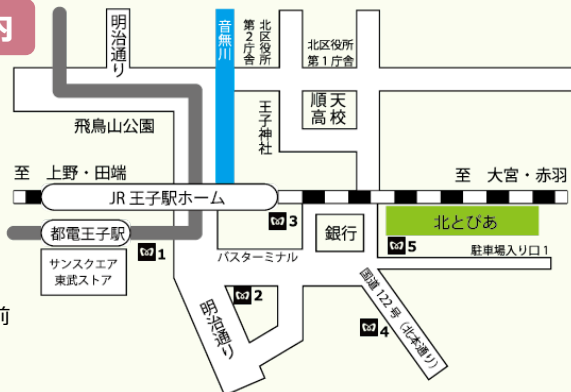 内
明治通り
音無川
北区役所
第2庁舎
北区役所
第1庁舎
順天
高校
王子神社
飛鳥山公園
至 上野・田端
至 大宮・赤羽
JR 王子駅ホーム
都電王子駅
3
銀行
北とぴあ
5
駐車場入り口1
1
バスターミナル
サンスクエア
東武ストア
2
明治通り
国道122号(北本通り)
4
前